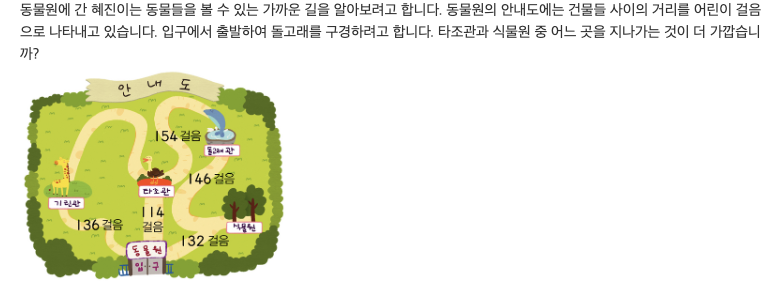 동물원에 간 혜진이는 동물들을 볼 수 있는 가까운 길을 알아보려고 합니다. 동물원의 안내도에는 건물들 사이의 거리를 어린이 걸음
으로 나타내고 있습니다. 입구에서 출발하여 돌고래를 구경하려고 합니다. 타조관과 식물원 중 어느 곳을 지나가는 것이 더 가깝습니
까?
안 내 도
154 걸음
돌고래관
146 걸음
타조관
기린관
114
걸음
136 걸음
식물원
132 걸음
동물원
입구